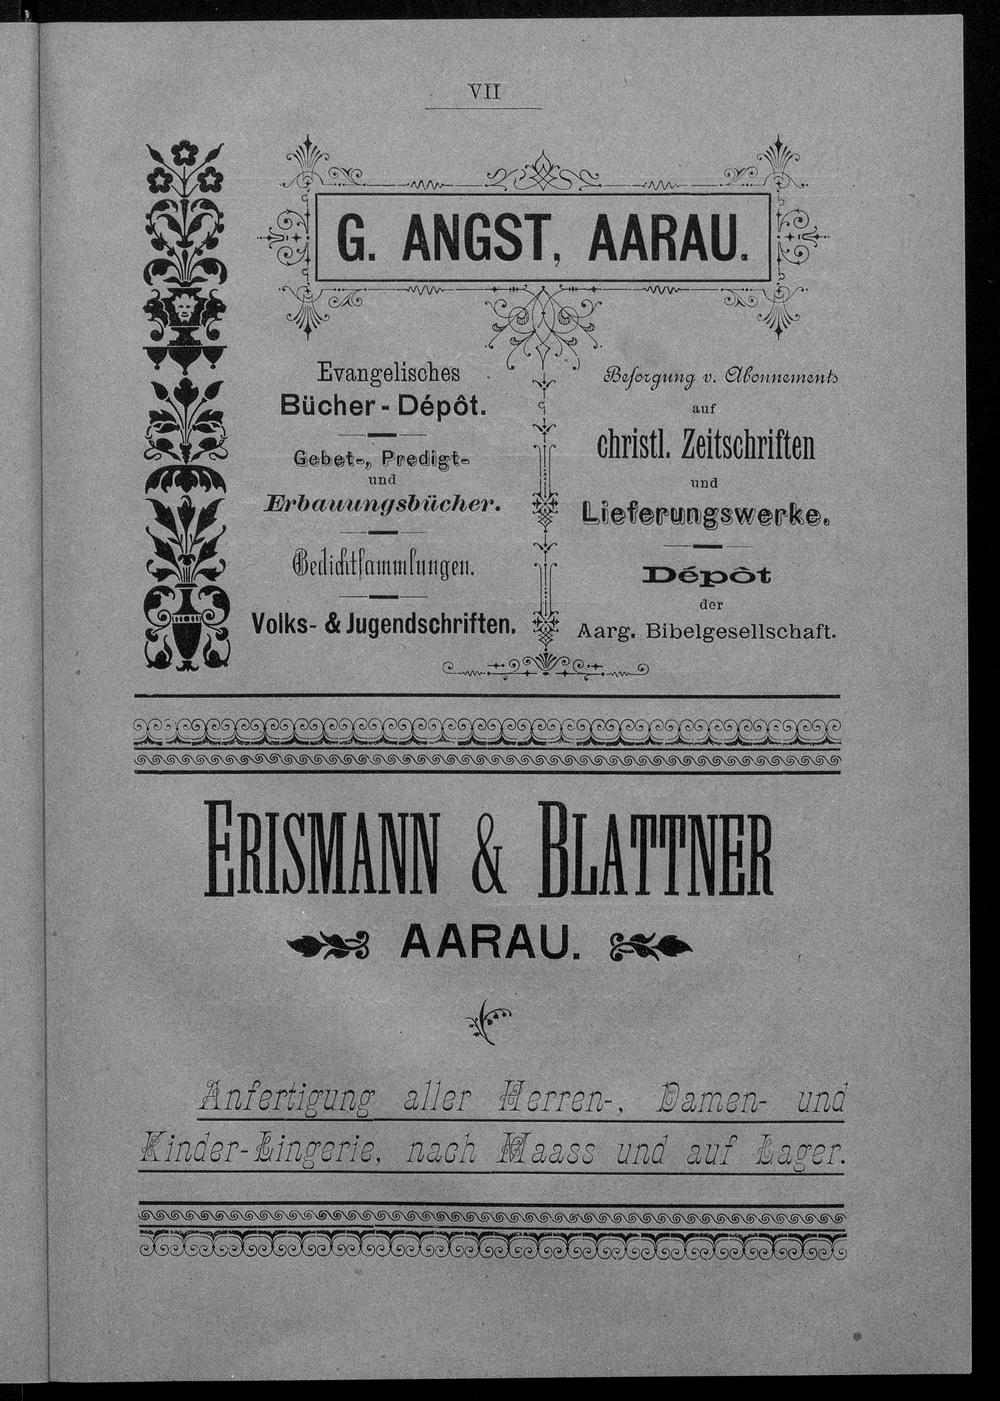 VII
G. ANGST, AARAU.
Evangelisches
Bücher-Dépôt.
Gebet-, Predigt-
und
Erbauungsbücher.
Gedichtsammlungen.
Volks- & Jugendschriften.
Besorgung v. Abonnements
auf
christl. Zeitschriften
und
Lieferungswerke.
Dépôt
der
Aarg. Bibelgesellschaft.
ERISMANN & BLATTNER
AARAU.
Anfertigung aller Herren-, Damen- und
Kinder-Lingerie, nach Maass und auf Lager.